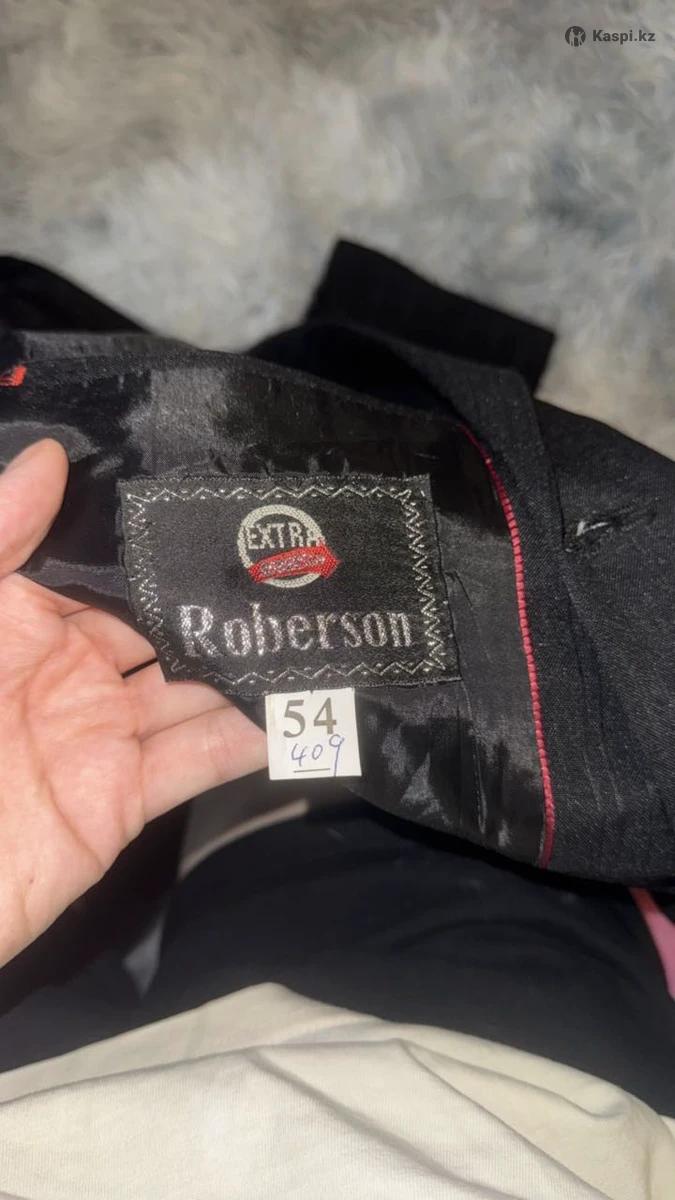 Kaspi.kz
EXTRA
Roberson
54
409